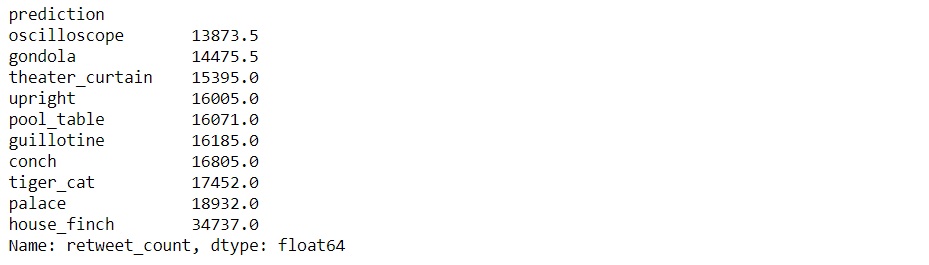 prediction
oscilloscope 13873.5
gondola 14475.5
theater_curtain 15395.0
upright 16005.0
pool_table 16071.0
guillotine 16185.0
conch 16805.0
tiger_cat 17452.0
palace 18932.0
house_finch 34737.0
Name: retweet_count, dtype: float64